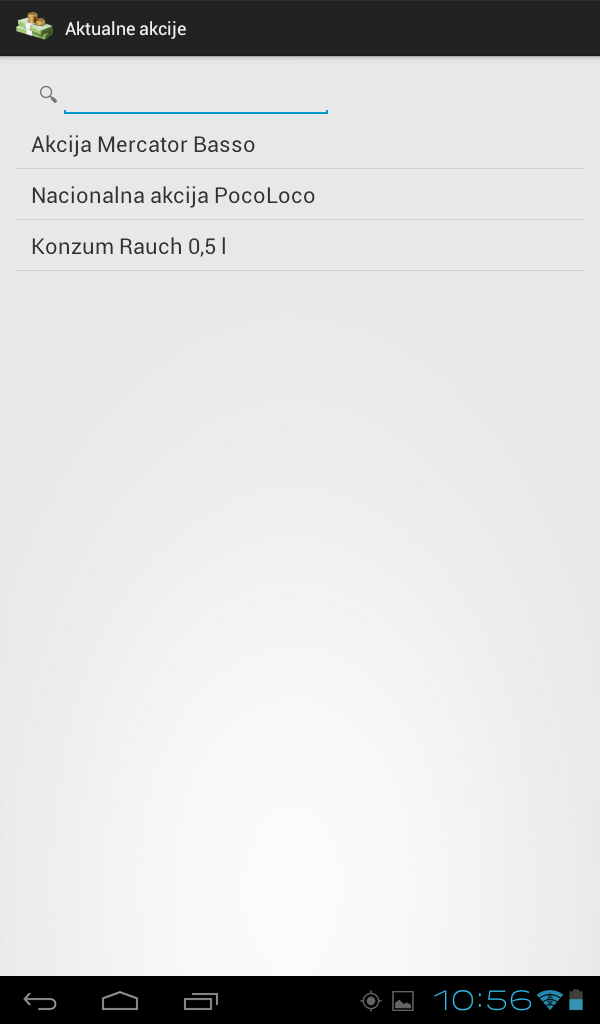 Aktualne akcije
Akcija Mercator Basso
Nacionalna akcija PocoLoco
Konzum Rauch 0,5 l
10:56